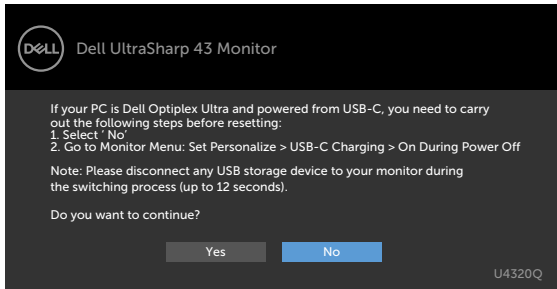 DELL
Dell UltraSharp 43 Monitor
If your PC is Dell Optiplex Ultra and powered from USB-C, you need to carry
out the following steps before resetting:
1. Select ‘ No’
2. Go to Monitor Menu: Set Personalize > USB-C Charging > On During Power Off
Note: Please disconnect any USB storage device to your monitor during
the switching process (up to 12 seconds).
Do you want to continue?
Yes No
U4320Q